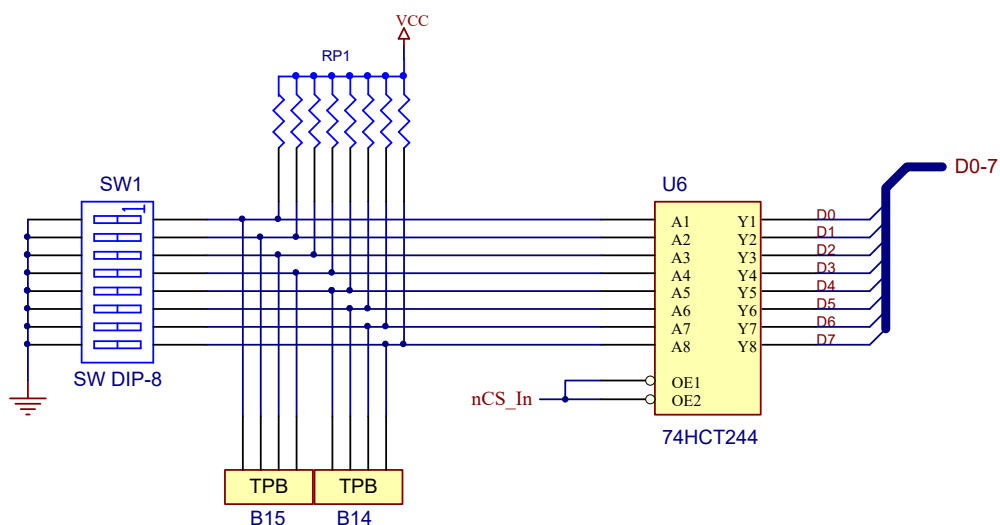 VCC
RP1
SW1
1
SW DIP-8
U6
A1 Y1 D0
A2 Y2 D1
A3 Y3 D2
A4 Y4 D3
A5 Y5 D4
A6 Y6 D5
A7 Y7 D6
A8 Y8 D7
D0-7
nCS_In
OE1
OE2
74HCT244
TPB TPB
B15 B14